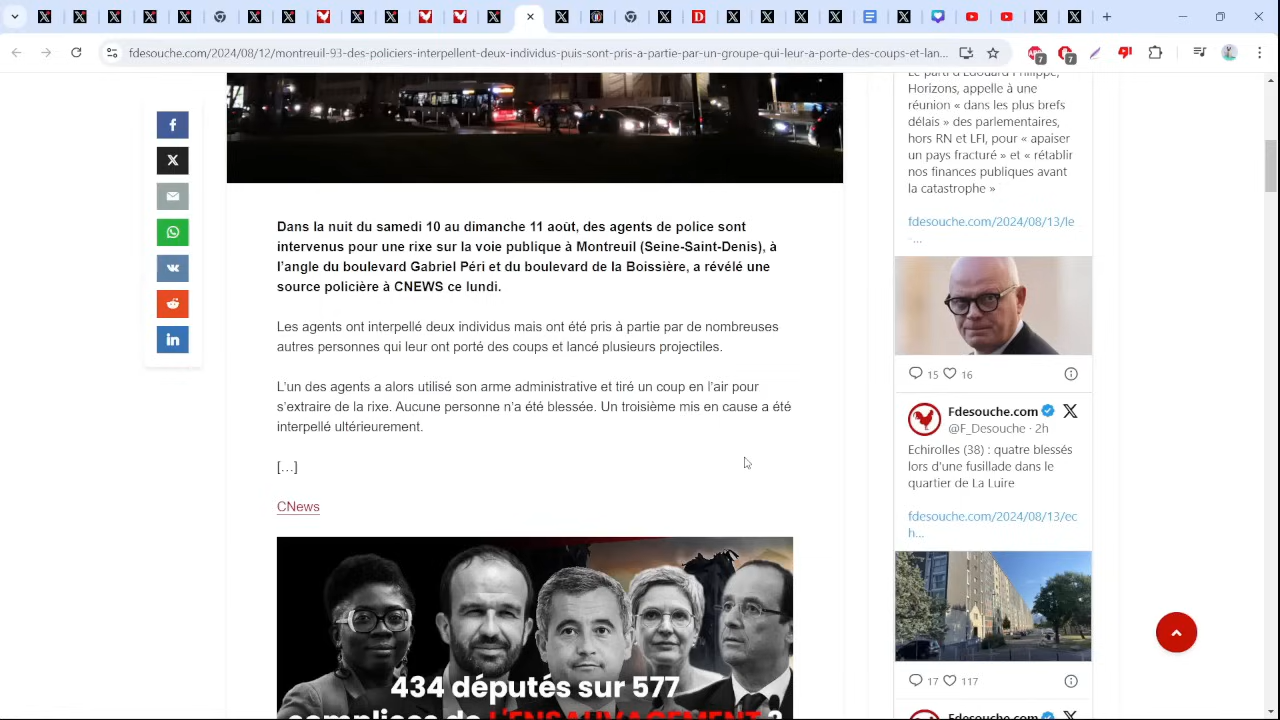 fdesouche.com/2024/08/12/montreuil-93-des-policiers-interpellent-deux-individus-puis-sont-pris-a-partie-par-un-groupe-qui-leur-a-porte-des-coups-et-lan...
7
7
Dans la nuit du samedi 10 au dimanche 11 août, des agents de police sont
intervenus pour une rixe sur la voie publique à Montreuil (Seine-Saint-Denis), à
l’angle du boulevard Gabriel Péri et du boulevard de la Boissière, a révélé une
source policière à CNEWS ce lundi.
Les agents ont interpellé deux individus mais ont été pris à partie par de nombreuses
autres personnes qui leur ont porté des coups et lancé plusieurs projectiles.
L’un des agents a alors utilisé son arme administrative et tiré un coup en l’air pour
s’extraire de la rixe. Aucune personne n’a été blessée. Un troisième mis en cause a été
interpellé ultérieurement.
[…]
CNews
434 députés sur 577
complices de L'ENSAUVAGEMENT ?
Le parti d'Edouard Philippe,
Horizons, appelle à une
réunion « dans les plus brefs
délais » des parlementaires,
hors RN et LFI, pour « apaiser
un pays fracturé » et « rétablir
nos finances publiques avant
la catastrophe »
fdesouche.com/2024/08/13/le
-...
15 16
Fdesouche.com
@F_Desouche · 2h
Echirolles (38) : quatre blessés
lors d'une fusillade dans le
quartier de La Luire
fdesouche.com/2024/08/13/ec
h...
17 117
Fdesouche.com